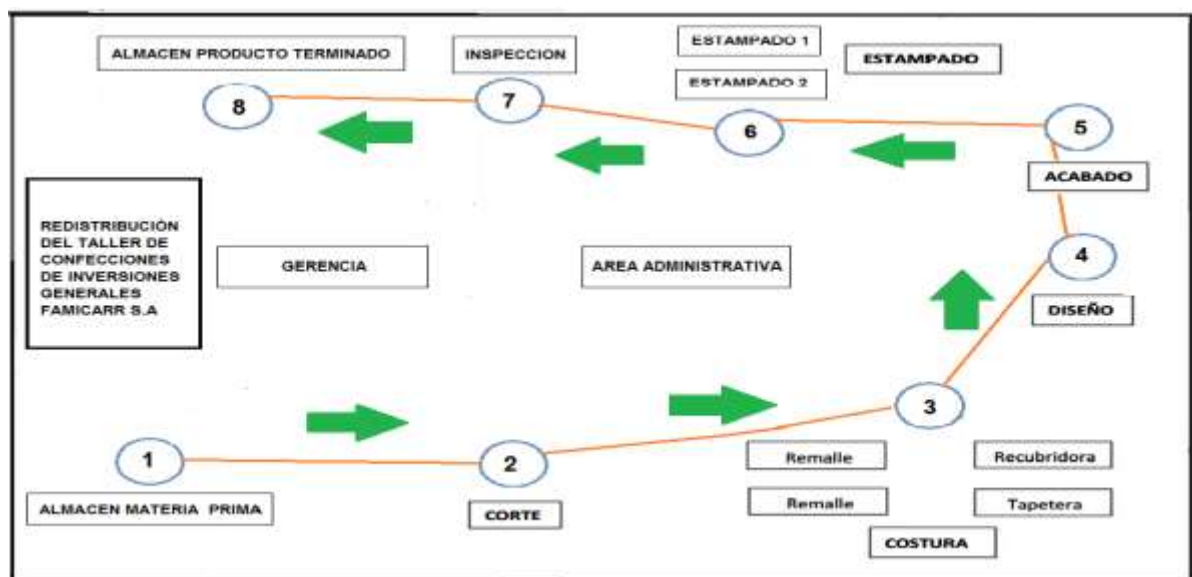 ALMACEN PRODUCTO TERMINADO
INSPECCION
ESTAMPADO 1
ESTAMPADO
ESTAMPADO 2
8
7
6
5
ACABADO
REDISTRIBUCIÓN
DEL TALLER DE
CONFECCIONES
DE INVERSIONES
GENERALES
FAMICARR S.A
GERENCIA
AREA ADMINISTRATIVA
4
DISEÑO
3
1
2
Remalle
Recubridora
ALMACEN MATERIA PRIMA
CORTE
Remalle
Tapetera
COSTURA